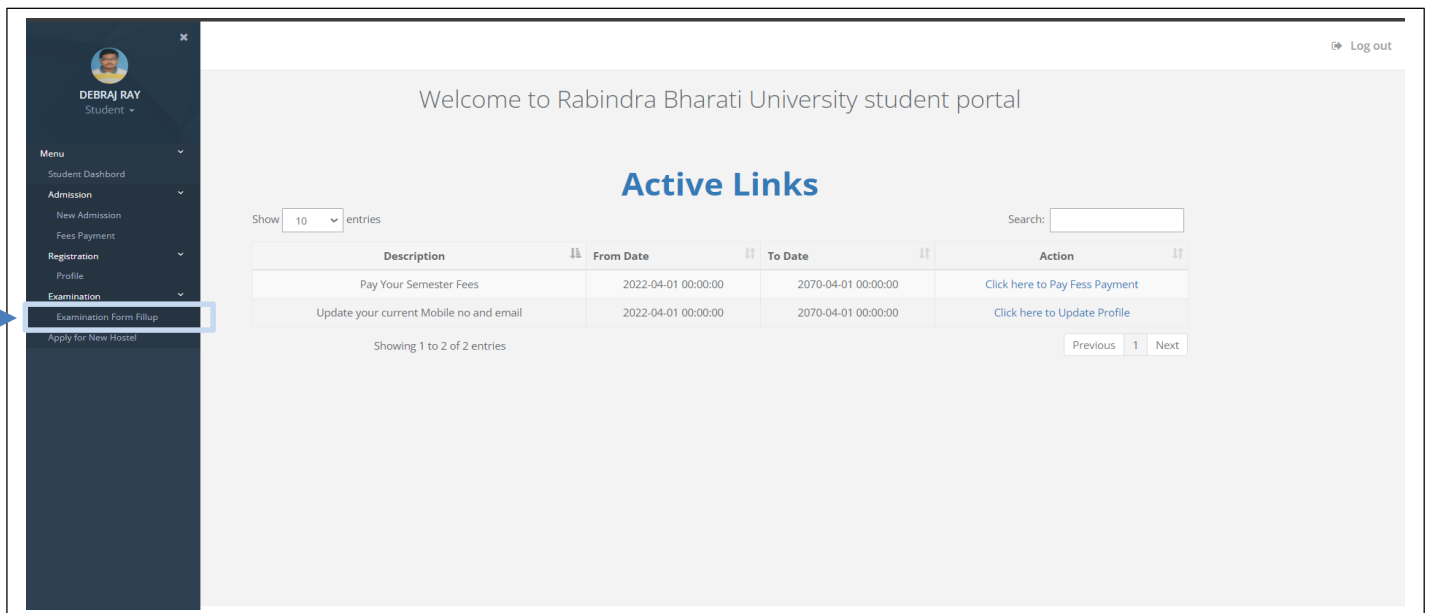 Log out
DEBRAJ RAY
Student
Menu
Student Dashbord
Admission
New Admission
Fees Payment
Registration
Profile
Examination
Examination Form Fillup
Apply for New Hostel
Welcome to Rabindra Bharati University student portal
Active Links
Show 10 entries Search:
Description From Date To Date Action
Pay Your Semester Fees 2022-04-01 00:00:00 2070-04-01 00:00:00 Click here to Pay Fess Payment
Update your current Mobile no and email 2022-04-01 00:00:00 2070-04-01 00:00:00 Click here to Update Profile
Showing 1 to 2 of 2 entries Previous 1 Next